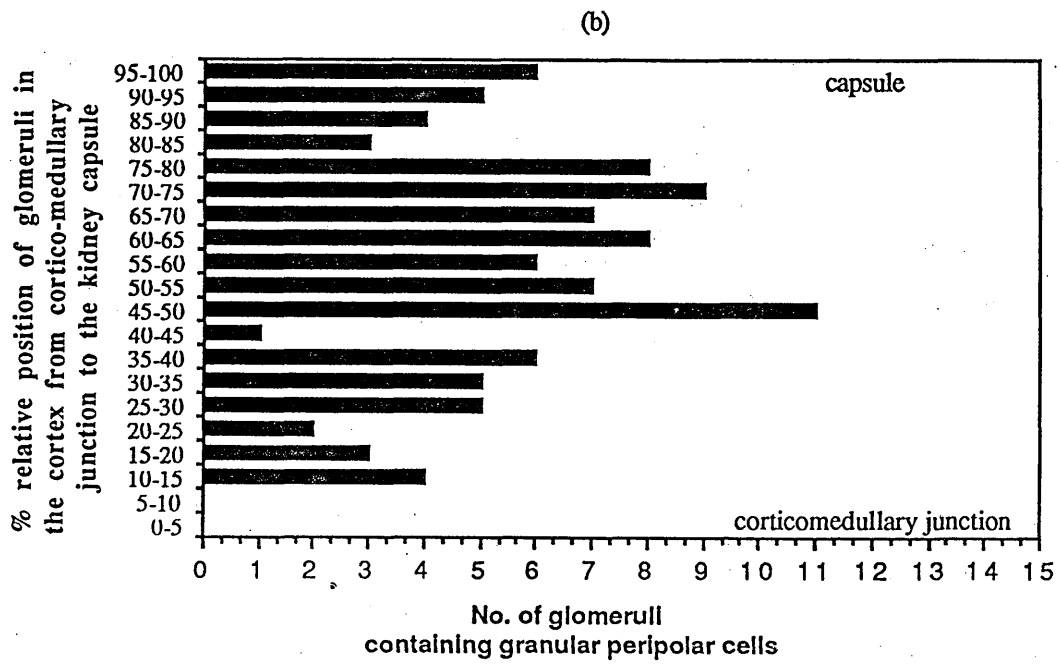 (b)
% relative position of glomeruli in
the cortex from cortico-medullary
junction to the kidney capsule
95-100
90-95
85-90
80-85
75-80
70-75
65-70
60-65
55-60
50-55
45-50
40-45
35-40
30-35
25-30
20-25
15-20
10-15
5-10
0-5
capsule
corticomedullary junction
0 1 2 3 4 5 6 7 8 9 10 11 12 13 14 15
No. of glomeruli
containing granular peripolar cells